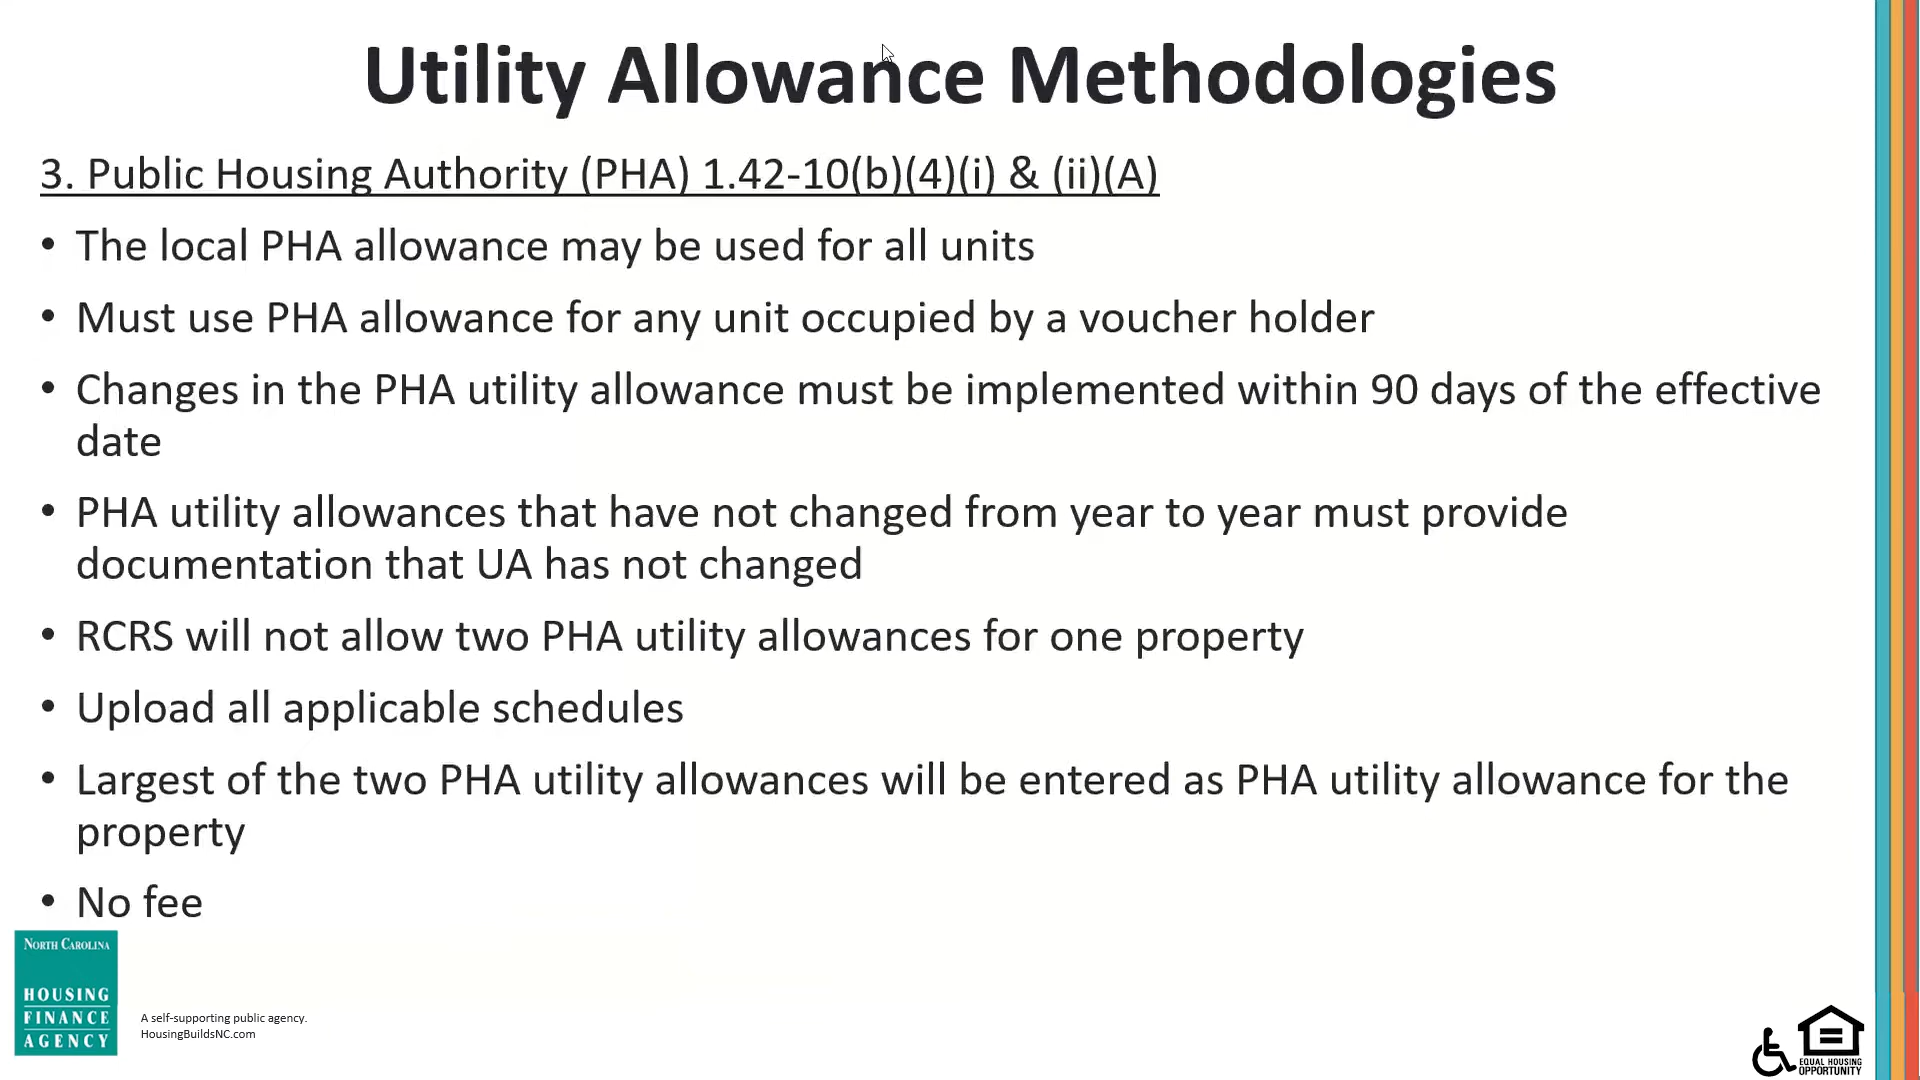 Utility Allowance Methodologies
3. Public Housing Authority (PHA) 1.42-10(b)(4)(i) & (ii)(A)
• The local PHA allowance may be used for all units
• Must use PHA allowance for any unit occupied by a voucher holder
• Changes in the PHA utility allowance must be implemented within 90 days of the effective
date
• PHA utility allowances that have not changed from year to year must provide
documentation that UA has not changed
• RCRS will not allow two PHA utility allowances for one property
• Upload all applicable schedules
• Largest of the two PHA utility allowances will be entered as PHA utility allowance for the
property
• No fee
NORTH CAROLINA
HOUSING
FINANCE
AGENCY
A self-supporting public agency.
HousingBuildsNC.com
EQUAL HOUSING
OPPORTUNITY